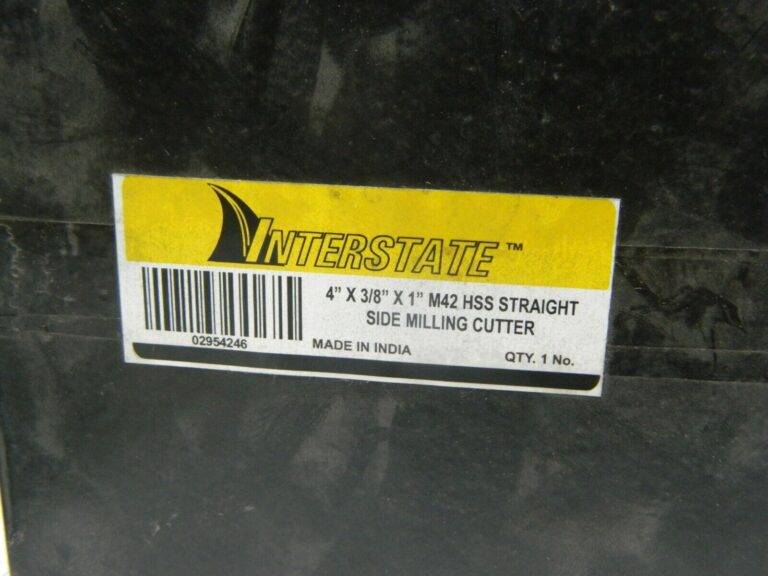 INTERSTATE™
4" X 3/8" X 1" M42 HSS STRAIGHT
SIDE MILLING CUTTER
02954246
MADE IN INDIA
QTY. 1 No.